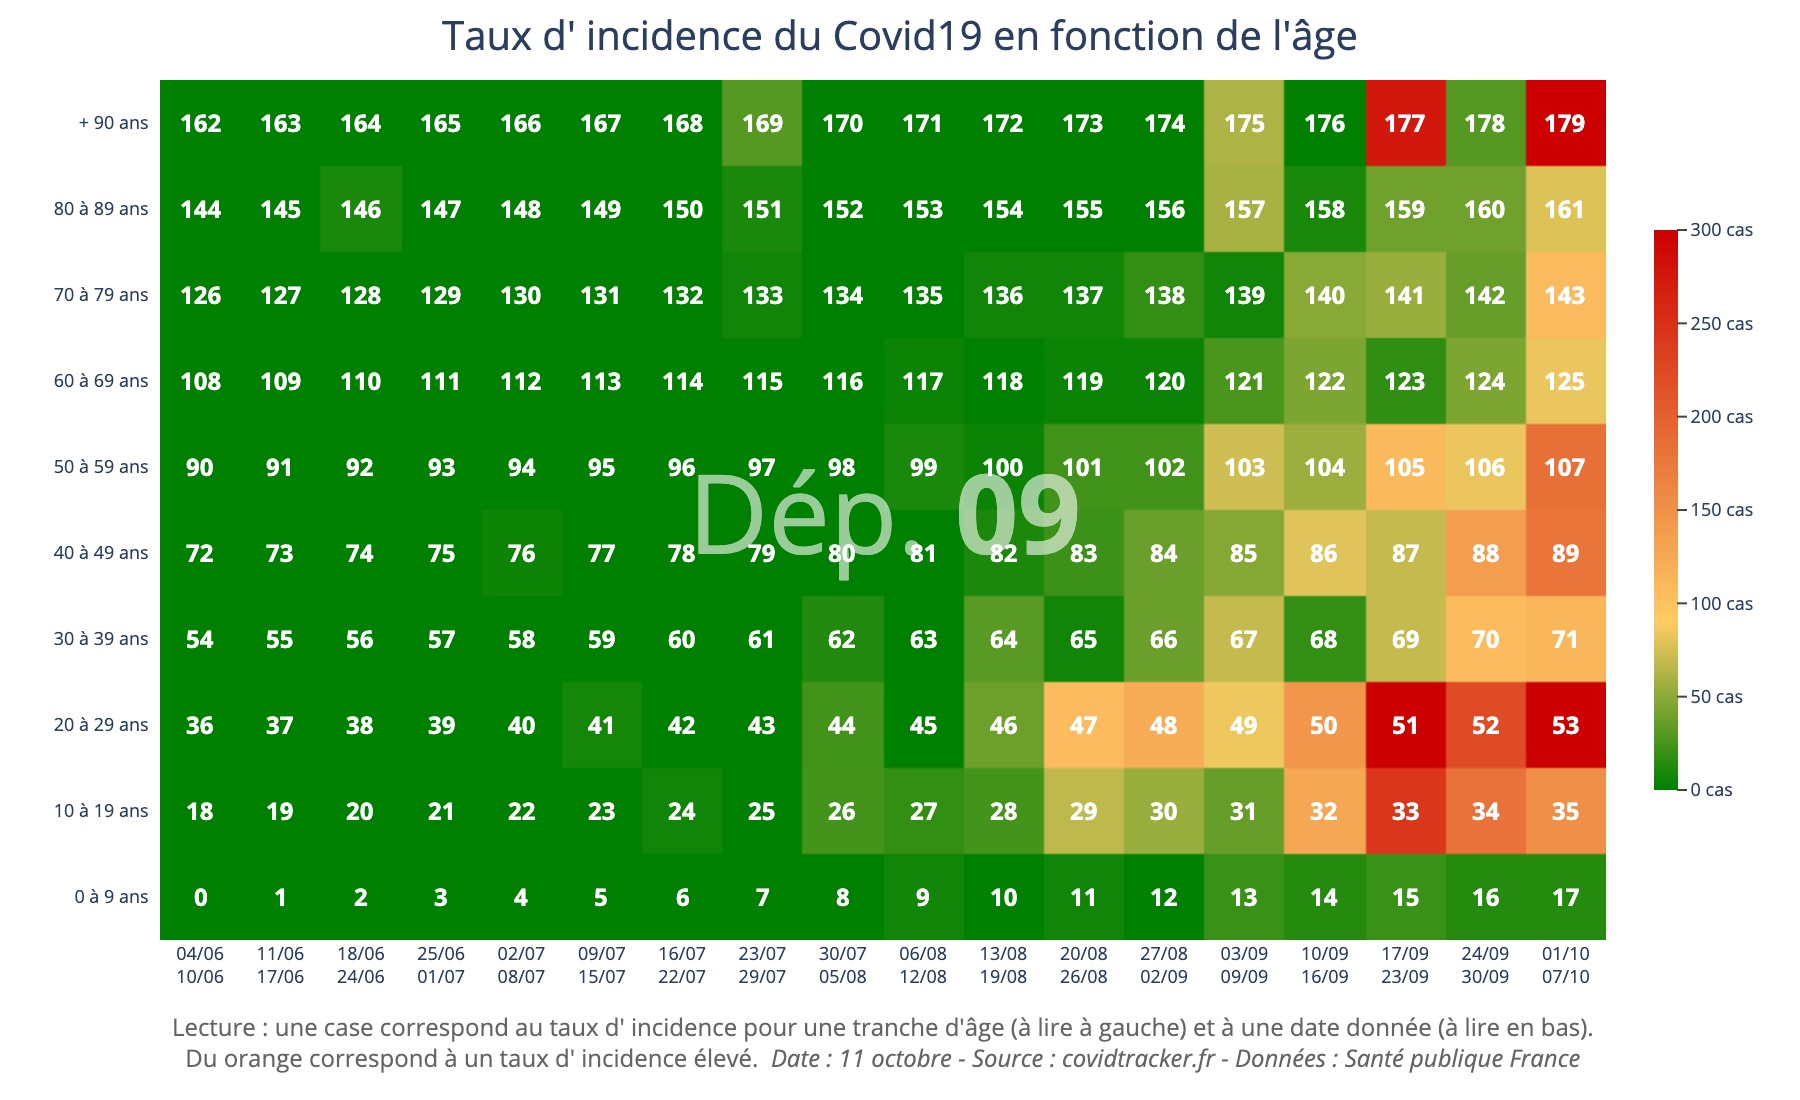 Taux d' incidence du Covid19 en fonction de l'âge
+ 90 ans 162 163 164 165 166 167 168 169 170 171 172 173 174 175 176 177 178 179
80 à 89 ans 144 145 146 147 148 149 150 151 152 153 154 155 156 157 158 159 160 161
300 cas
70 à 79 ans 126 127 128 129 130 131 132 133 134 135 136 137 138 139 140 141 142 143
250 cas
60 à 69 ans 108 109 110 111 112 113 114 115 116 117 118 119 120 121 122 123 124 125
200 cas
50 à 59 ans 90 91 92 93 94 95 96 97 98 99 100 101 102 103 104 105 106 107
Dép. 09
150 cas
40 à 49 ans 72 73 74 75 76 77 78 79 80 81 82 83 84 85 86 87 88 89
100 cas
30 à 39 ans 54 55 56 57 58 59 60 61 62 63 64 65 66 67 68 69 70 71
50 cas
20 à 29 ans 36 37 38 39 40 41 42 43 44 45 46 47 48 49 50 51 52 53
0 cas
10 à 19 ans 18 19 20 21 22 23 24 25 26 27 28 29 30 31 32 33 34 35
0 à 9 ans 0 1 2 3 4 5 6 7 8 9 10 11 12 13 14 15 16 17
04/06 11/06 18/06 25/06 02/07 09/07 16/07 23/07 30/07 06/08 13/08 20/08 27/08 03/09 10/09 17/09 24/09 01/10
10/06 17/06 24/06 01/07 08/07 15/07 22/07 29/07 05/08 12/08 19/08 26/08 02/09 09/09 16/09 23/09 30/09 07/10
Lecture : une case correspond au taux d' incidence pour une tranche d'âge (à lire à gauche) et à une date donnée (à lire en bas).
Du orange correspond à un taux d' incidence élevé. Date : 11 octobre - Source : covidtracker.fr - Données : Santé publique France